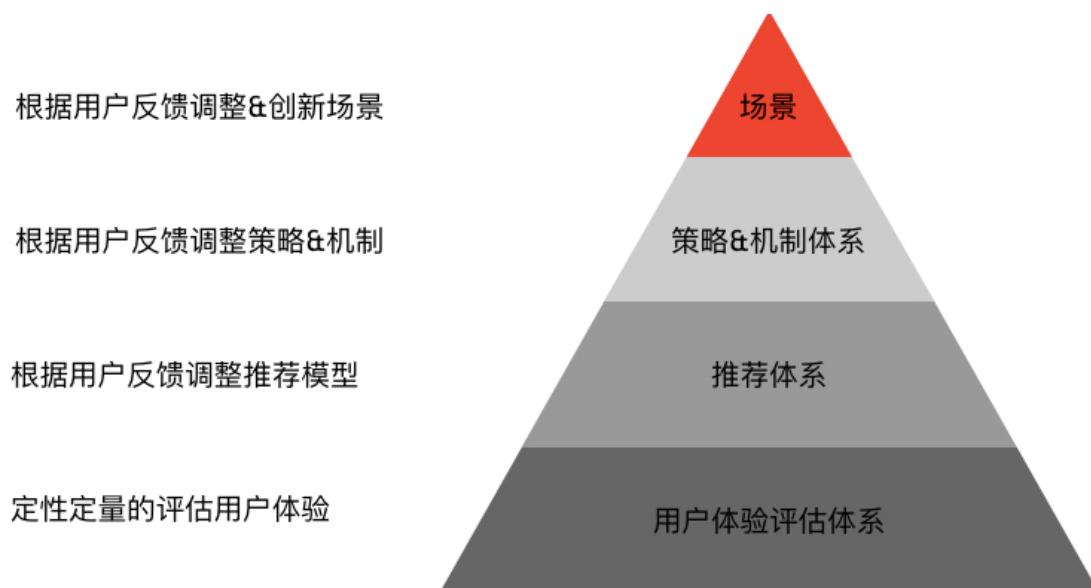 根据用户反馈调整&创新场景
场景
根据用户反馈调整策略&机制
策略&机制体系
根据用户反馈调整推荐模型
推荐体系
定性定量的评估用户体验
用户体验评估体系